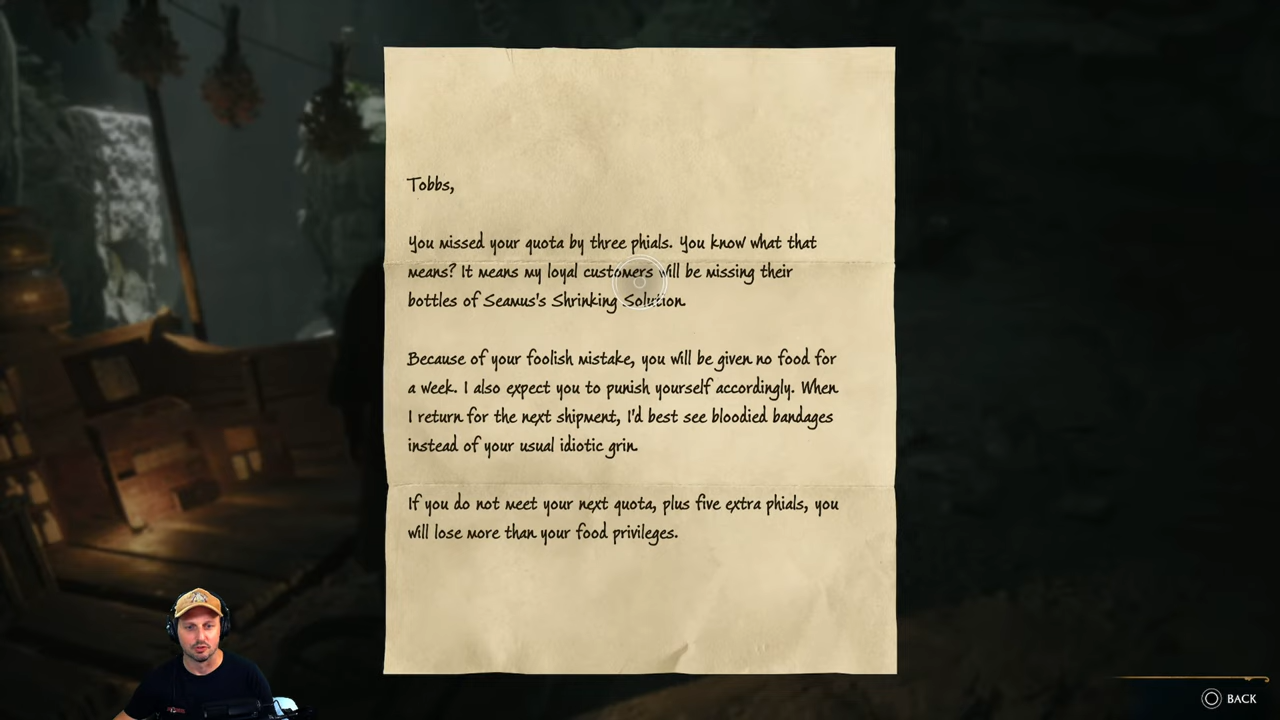 Tobbs,
You missed your quota by three phials. You know what that
means? It means my loyal customers will be missing their
bottles of Seamus's Shrinking Solution.
Because of your foolish mistake, you will be given no food for
a week. I also expect you to punish yourself accordingly. When
I return for the next shipment, I'd best see bloodied bandages
instead of your usual idiotic grin.
If you do not meet your next quota, plus five extra phials, you
will lose more than your food privileges.
BACK